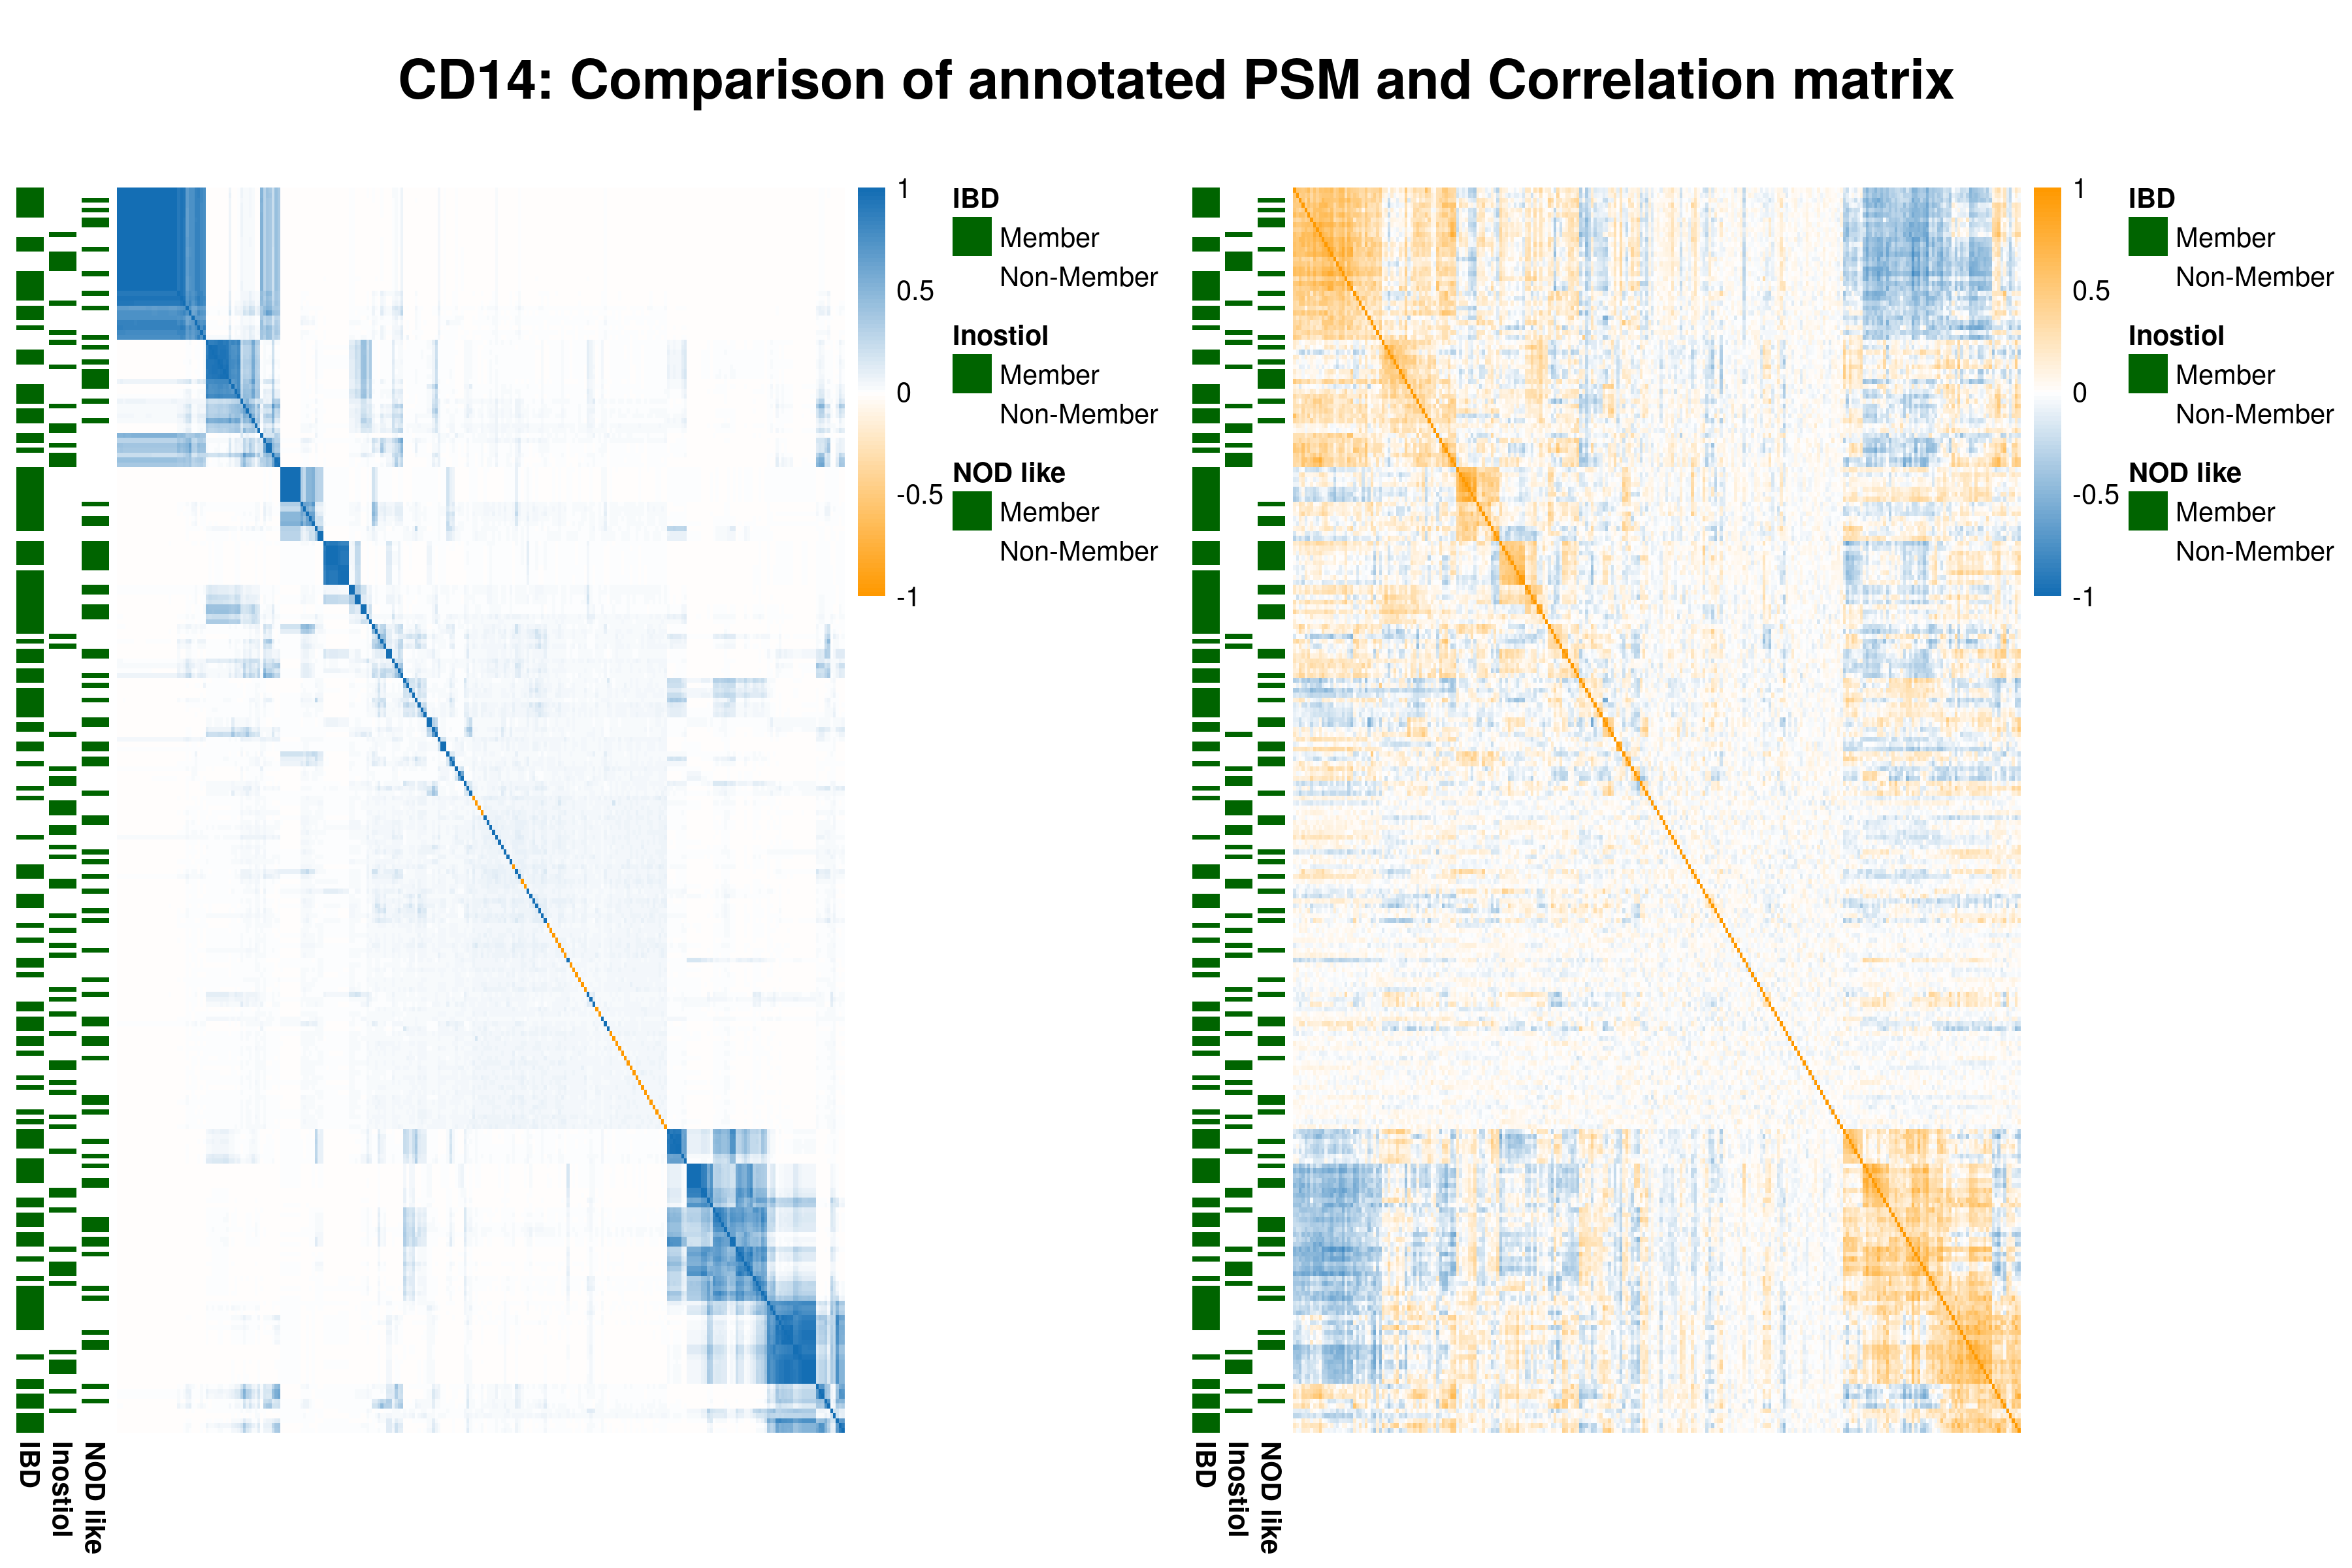 CD14: Comparison of annotated PSM and Correlation matrix
1
0.5
0
-0.5
-1
IBD
Member
Non-Member
Inostiol
Member
Non-Member
NOD like
Member
Non-Member
IBD
Inostiol
NOD like
1
0.5
0
-0.5
-1
IBD
Member
Non-Member
Inostiol
Member
Non-Member
NOD like
Member
Non-Member
IBD
Inostiol
NOD like